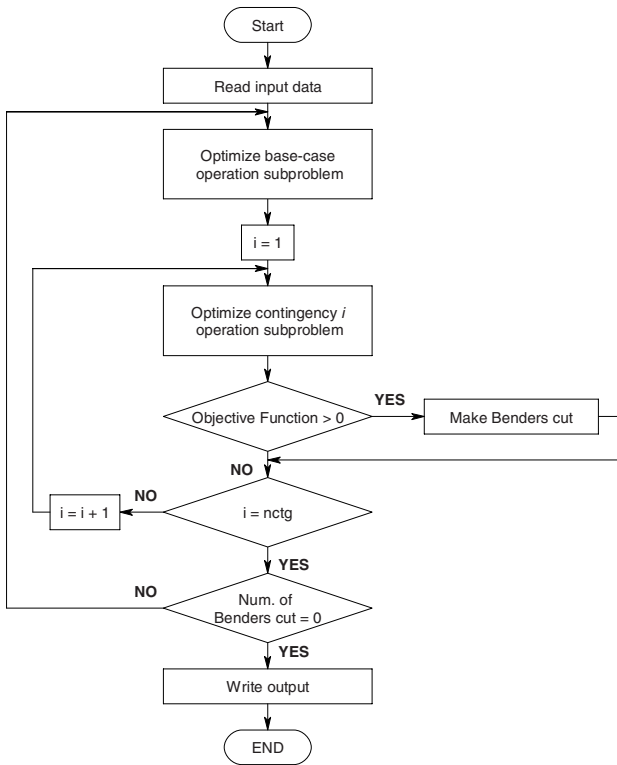 Start
Read input data
Optimize base-case
operation subproblem
i = 1
Optimize contingency i
operation subproblem
Objective Function > 0
YES
Make Benders cut
NO
i = nctg
NO
i = i + 1
YES
Num. of
Benders cut = 0
NO
YES
Write output
END